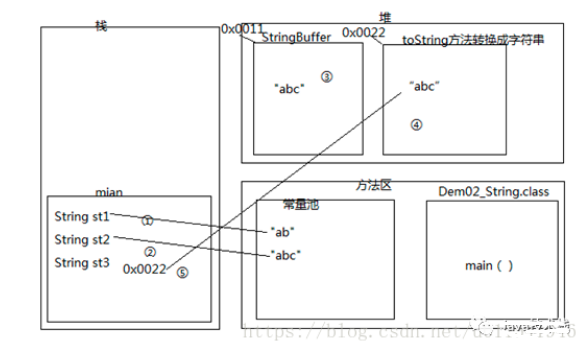 栈
堆
0x0011
StringBuffer
0x0022
toString方法转换成字符串
"abc"
③
"abc"
④
mian
String st1
①
String st2
②
String st3
0x0022
⑤
方法区
常量池
"ab"
"abc"
Dem02_String.class
main（ ）
https://blog.csdn.net/